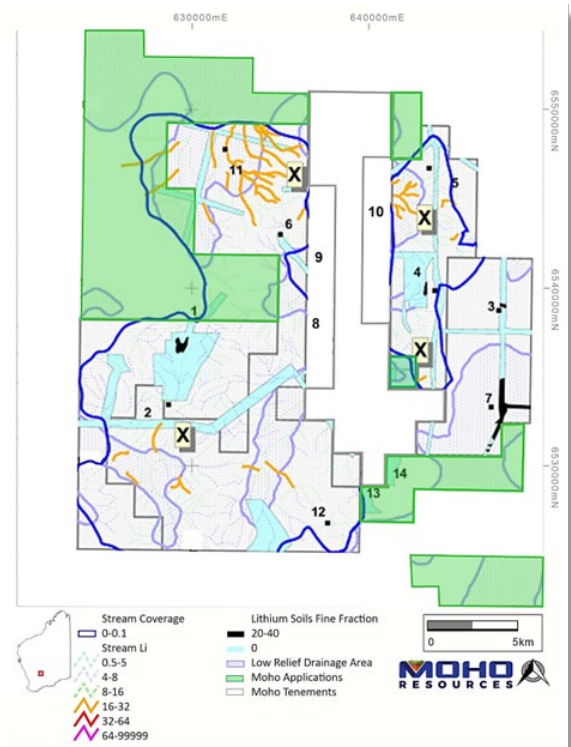 630000mE 640000mE
6550000mN
11
X
5
10
X
6
9
4
6540000mN
1
3
8
X
7
2
X
14
6530000mN
13
12
Stream Coverage
0-0.1
Stream Li
0.5-5
4-8
8-16
16-32
32-64
64-99999
Lithium Soils Fine Fraction
20-40
0
Low Relief Drainage Area
Moho Applications
Moho Tenements
0 5km
MOHO
RESOURCES